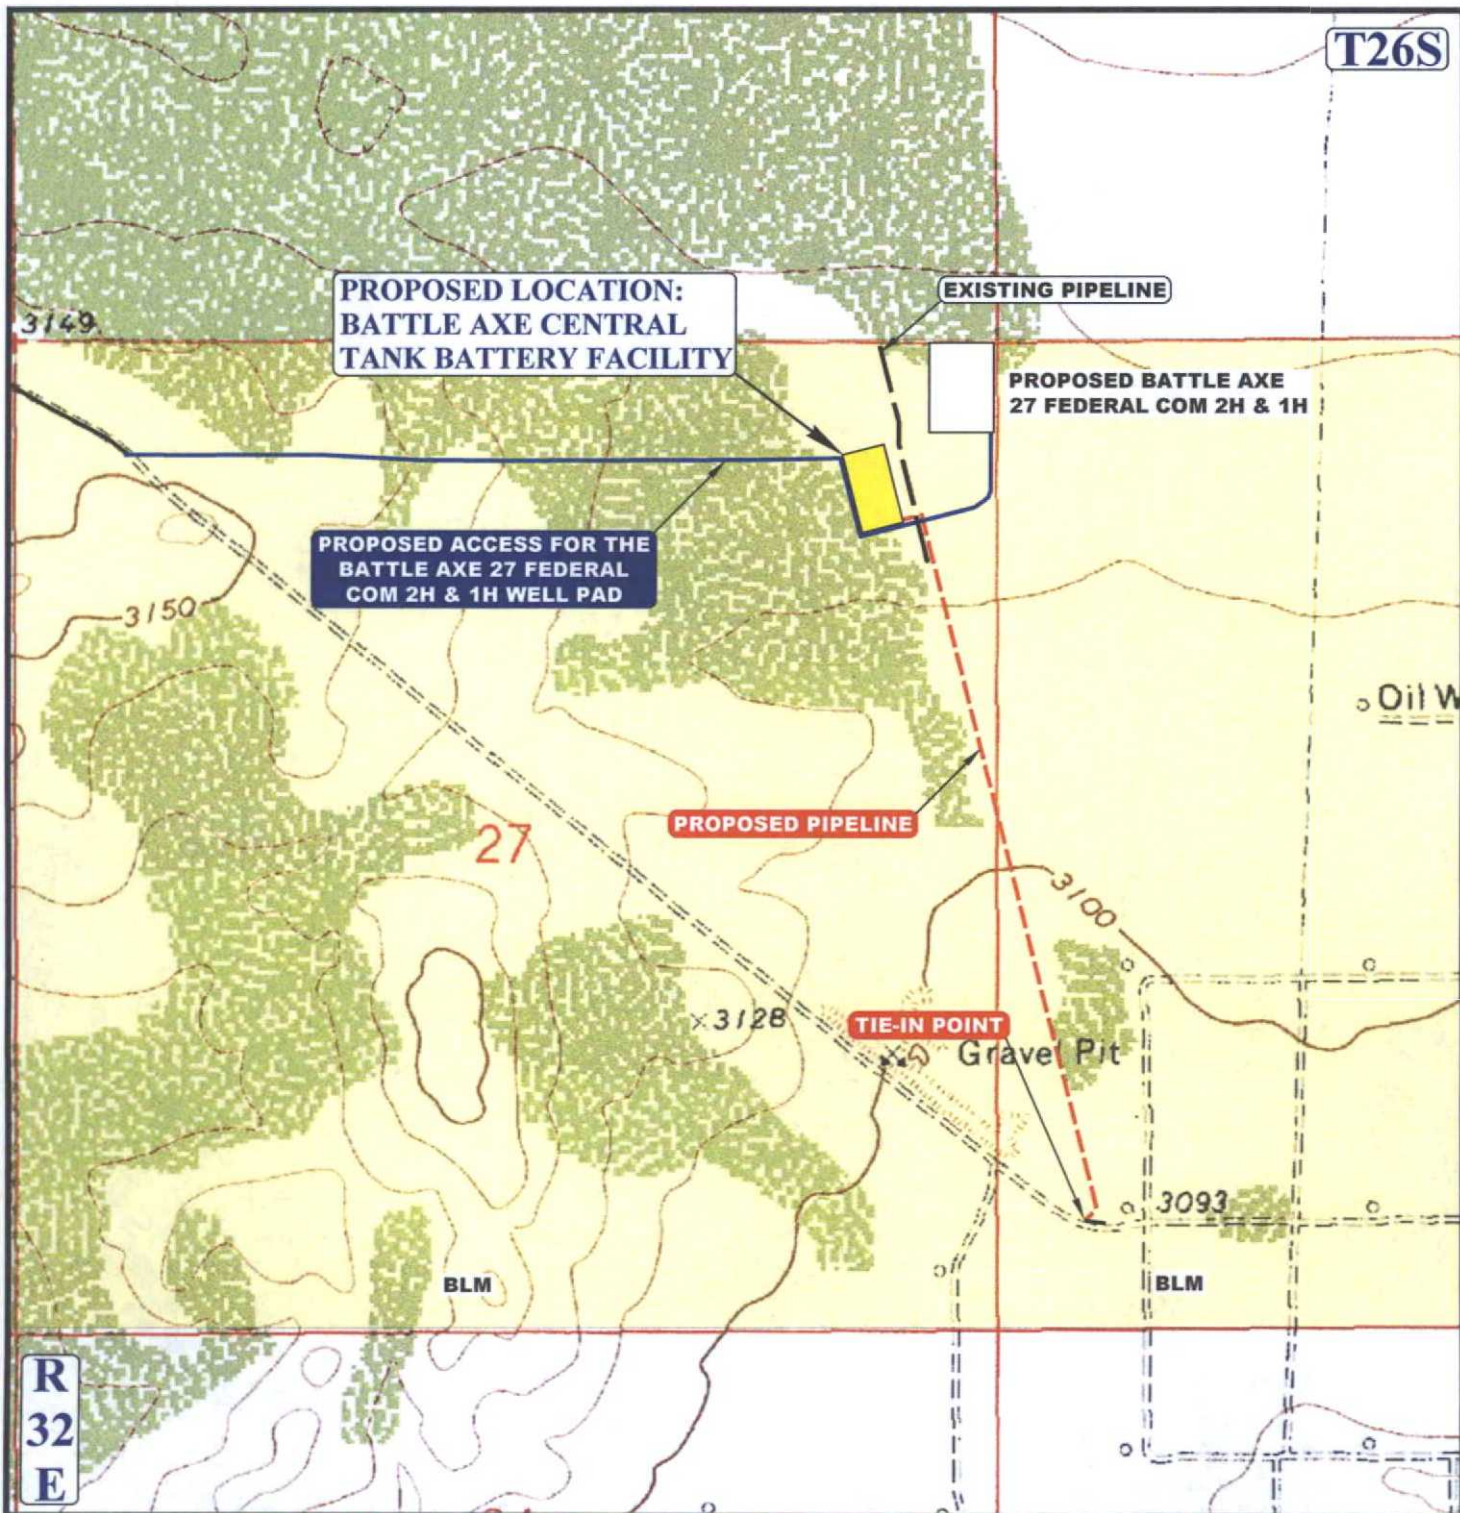 T26S
PROPOSED LOCATION:
BATTLE AXE CENTRAL
TANK BATTERY FACILITY
EXISTING PIPELINE
3149
PROPOSED BATTLE AXE
27 FEDERAL COM 2H & 1H
PROPOSED ACCESS FOR THE
BATTLE AXE 27 FEDERAL
COM 2H & 1H WELL PAD
3150
Oil W
PROPOSED PIPELINE
27
3100
3128
TIE-IN POINT
Gravel Pit
3093
BLM
BLM
R
32
E